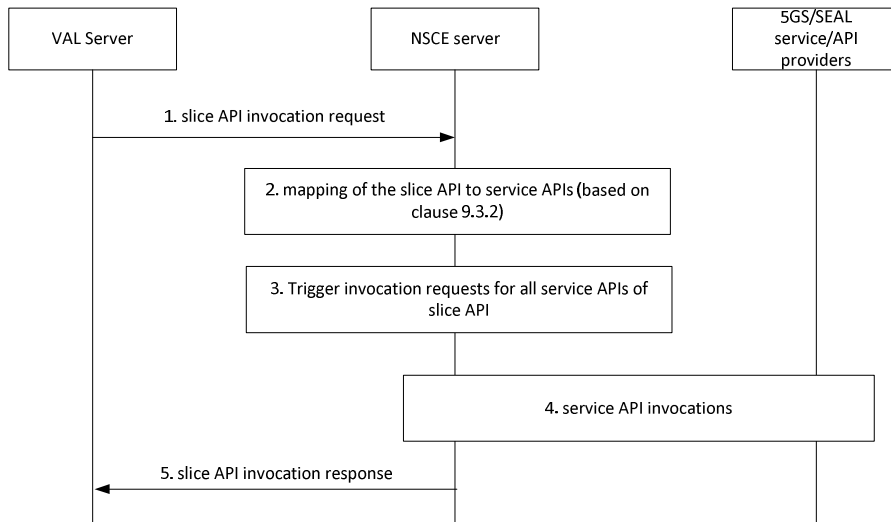 VAL Server
NSCE server
5GS/SEAL
service/API
providers
1. slice API invocation request
2. mapping of the slice API to service APIs (based on
clause 9.3.2)
3. Trigger invocation requests for all service APIs of
slice API
4. service API invocations
5. slice API invocation response